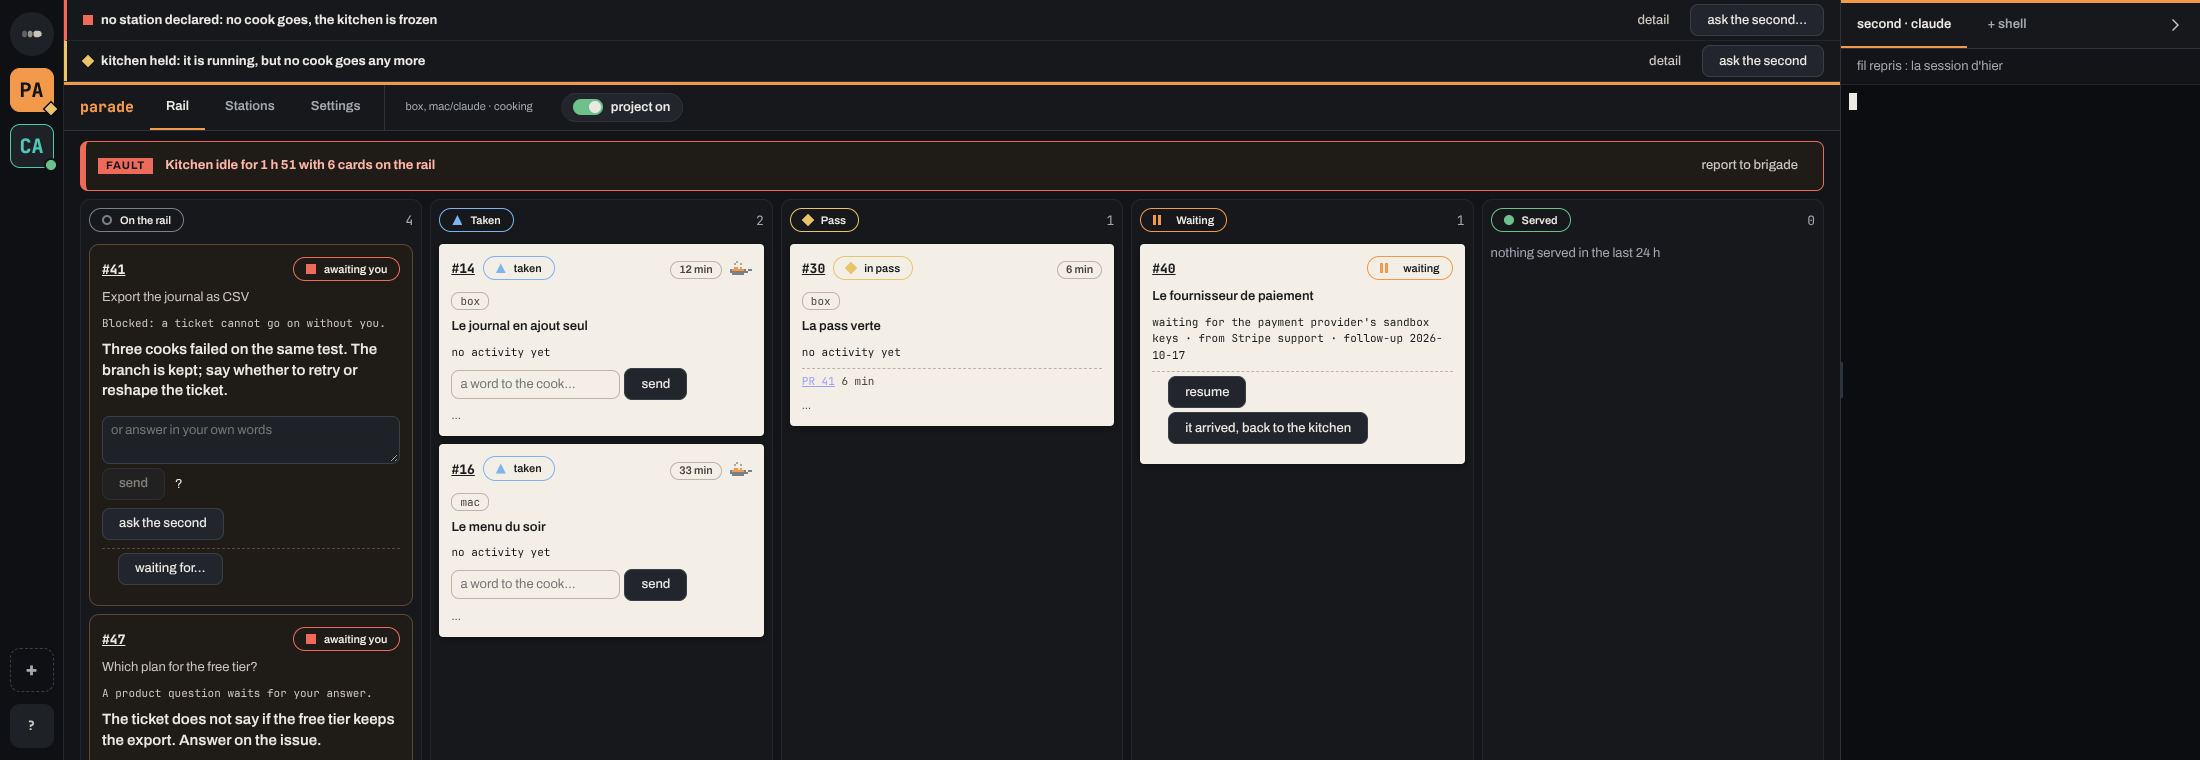 no station declared: no cook goes, the kitchen is frozen
detail
ask the second...
kitchen held: it is running, but no cook goes any more
detail
ask the second
PA
CA
+
?
parade
Rail
Stations
Settings
box, mac/claude · cooking
project on
FAULT
Kitchen idle for 1 h 51 with 6 cards on the rail
report to brigade
On the rail
4
#41
awaiting you
Export the journal as CSV
Blocked: a ticket cannot go on without you.
Three cooks failed on the same test. The
branch is kept; say whether to retry or
reshape the ticket.
or answer in your own words
send
?
ask the second
waiting for...
#47
awaiting you
Which plan for the free tier?
A product question waits for your answer.
The ticket does not say if the free tier keeps
the export. Answer on the issue.
Taken
2
#14
taken
12 min
box
Le journal en ajout seul
no activity yet
a word to the cook...
send
...
#16
taken
33 min
mac
Le menu du soir
no activity yet
a word to the cook...
send
...
Pass
1
#30
in pass
6 min
box
La pass verte
no activity yet
PR 41 6 min
...
Waiting
1
#40
waiting
Le fournisseur de paiement
waiting for the payment provider's sandbox
keys · from Stripe support · follow-up 2026-
10-17
resume
it arrived, back to the kitchen
Served
0
nothing served in the last 24 h
second · claude
+ shell
fil repris : la session d'hier